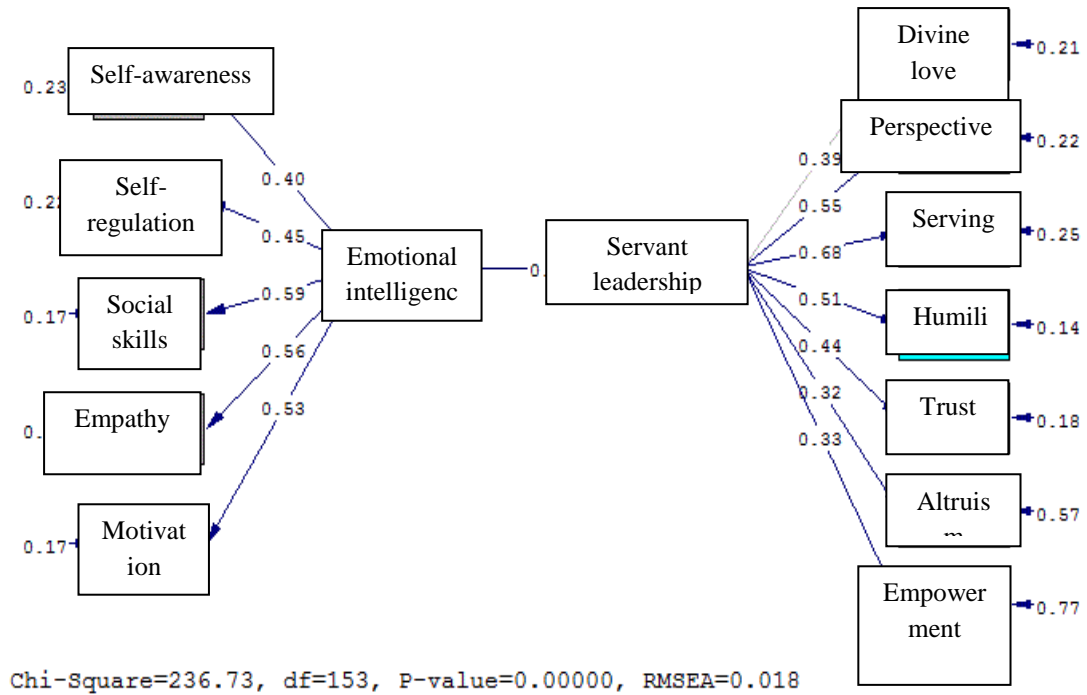 Self-awareness
0.23
Self-
regulation
Social
skills
0.17
Empathy
0.
Motivat
ion
0.17
0.40
0.45
0.59
0.56
0.53
Emotional
intelligenc
0.
Servant
leadership
0.39
0.55
0.68
0.51
0.44
0.32
0.33
Divine
love
0.21
Perspective
0.22
Serving
0.25
Humili
0.14
Trust
0.18
Altruis
0.57
Empower
ment
0.77
Chi-Square=236.73, df=153, P-value=0.00000, RMSEA=0.018